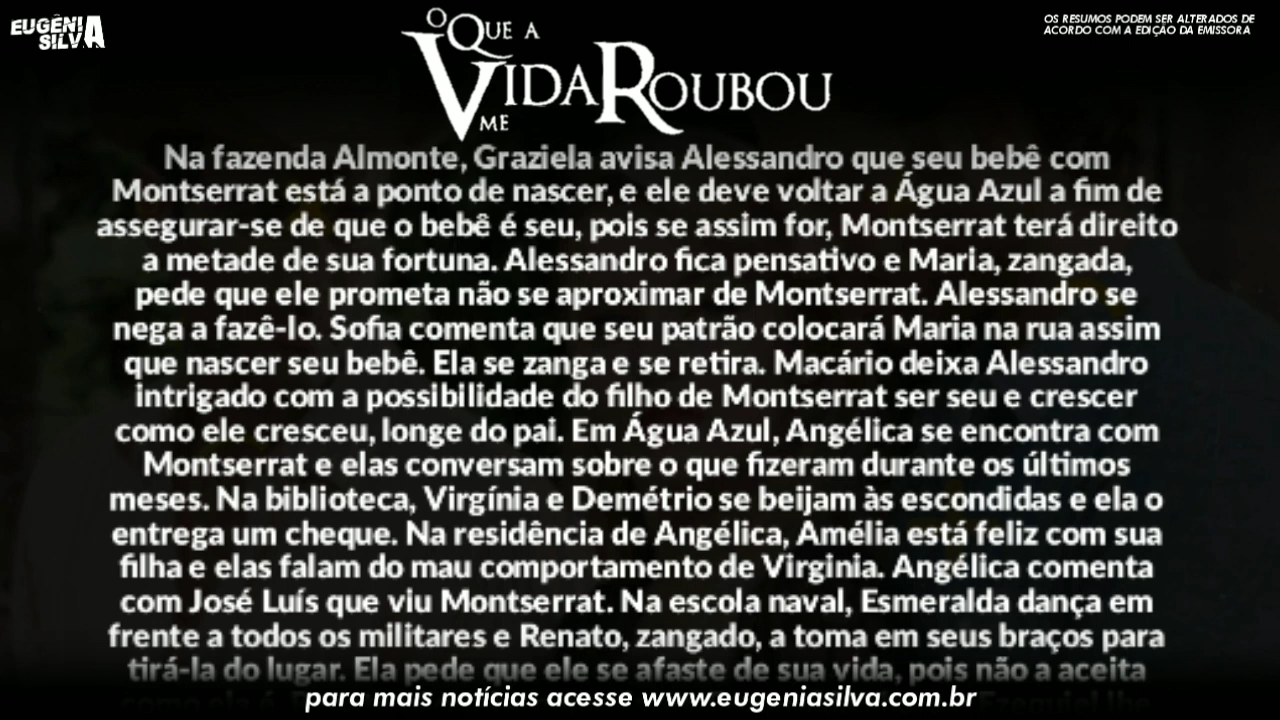 EUGÊNIA
SILVA
O QUE A
VIDA ROUBOU
ME
OS RESUMOS PODEM SER ALTERADOS DE
ACORDO COM A EDIÇÃO DA EMISSORA
Na fazenda Almonte, Graziela avisa Alessandro que seu bebê com
Montserrat está a ponto de nascer, e ele deve voltar a Água Azul a fim de
assegurar-se de que o bebê é seu, pois se assim for, Montserrat terá direito
a metade de sua fortuna. Alessandro fica pensativo e Maria, zangada,
pede que ele prometa não se aproximar de Montserrat. Alessandro se
nega a fazê-lo. Sofia comenta que seu patrão colocará Maria na rua assim
que nascer seu bebê. Ela se zanga e se retira. Macário deixa Alessandro
intrigado com a possibilidade do filho de Montserrat ser seu e crescer
como ele cresceu, longe do pai. Em Água Azul, Angélica se encontra com
Montserrat e elas conversam sobre o que fizeram durante os últimos
meses. Na biblioteca, Virgínia e Demétrio se beijam às escondidas e ela o
entrega um cheque. Na residência de Angélica, Amélia está feliz com sua
filha e elas falam do mau comportamento de Virginia. Angélica comenta
com José Luís que viu Montserrat. Na escola naval, Esmeralda dança em
frente a todos os militares e Renato, zangado, a toma em seus braços para
tirá-la do lugar. Ela pede que ele se afaste de sua vida, pois não a aceita
como ela é. Ezequiel lhe
para mais notícias acesse www.eugeniasilva.com.br